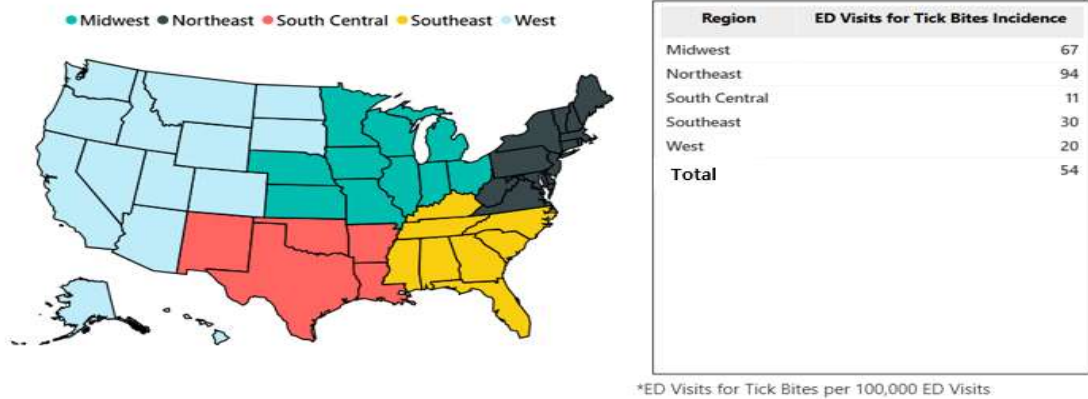 Midwest Northeast South Central Southeast West
Region ED Visits for Tick Bites Incidence
Midwest 67
Northeast 94
South Central 11
Southeast 30
West 20
Total 54
*ED Visits for Tick Bites per 100,000 ED Visits